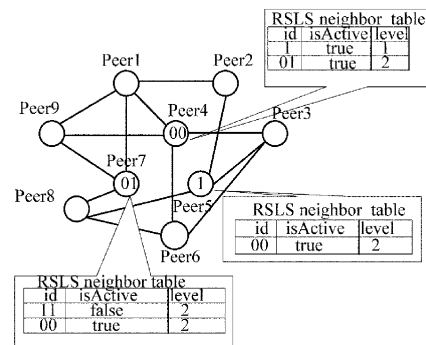 RSLS neighbor table
id isActive level
1 true 1
01 true 2
Peer1
Peer2
Peer9
Peer4
Peer3
00
Peer7
01
1
Peer8
Peer5
Peer6
RSLS neighbor table
id isActive level
00 true 2
RSLS neighbor table
id isActive level
11 false 2
00 true 2